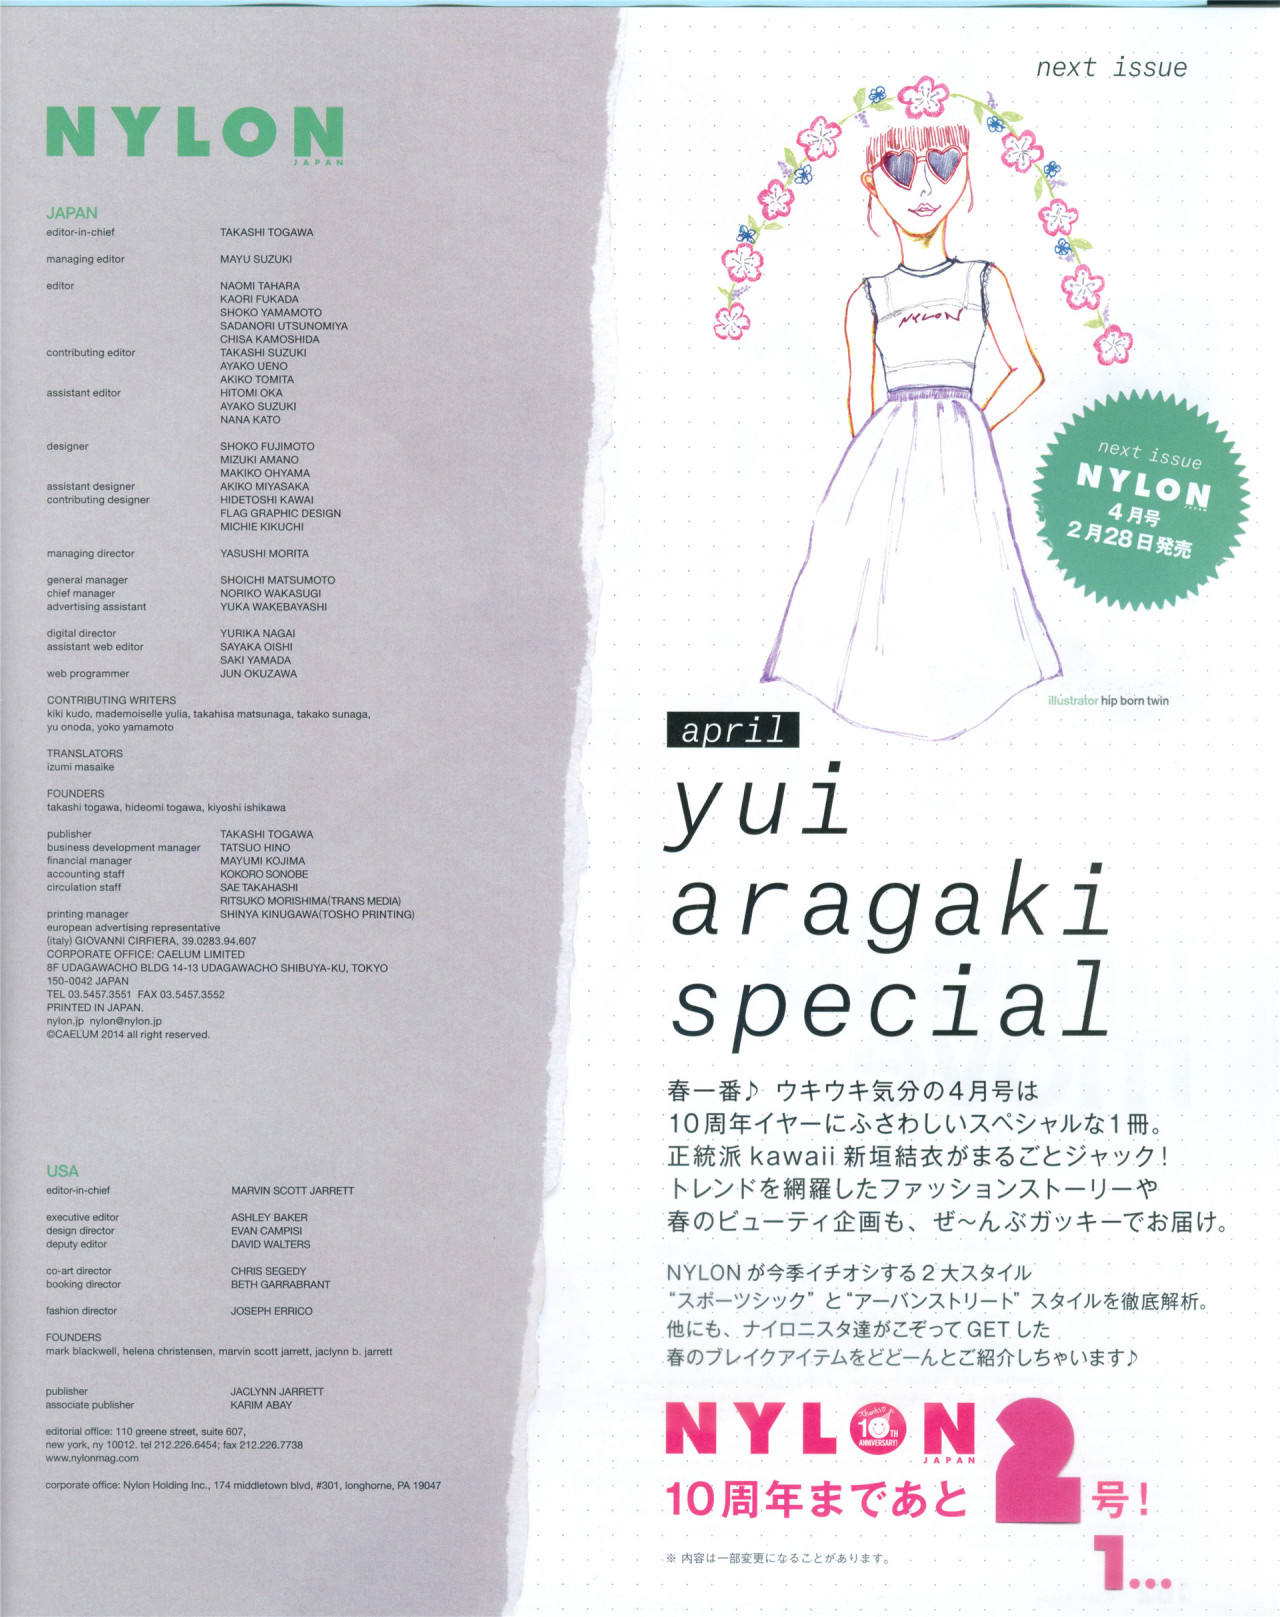 NYLON
JAPAN
JAPAN
editor-in-chief TAKASHI TOGAWA
managing editor MAYU SUZUKI
editor NAOMI TAHARA
KAORI FUKADA
SHOKO YAMAMOTO
SADANORI UTSUNOMIYA
CHISA KAMOSHIDA
contributing editor TAKASHI SUZUKI
AYAKO UENO
AKIKO TOMITA
assistant editor HITOMI OKA
AYAKO SUZUKI
NANA KATO
designer SHOKO FUJIMOTO
MIZUKI AMANO
MAKIKO OHYAMA
assistant designer AKIKO MIYASAKA
contributing designer HIDETOSHI KAWAI
FLAG GRAPHIC DESIGN
MICHIE KIKUCHI
managing director YASUSHI MORITA
general manager SHOICHI MATSUMOTO
chief manager NORIKO WAKASUGI
advertising assistant YUKA WAKEBAYASHI
digital director YURIKA NAGAI
assistant web editor SAYAKA OISHI
SAKI YAMADA
web programmer JUN OKUZAWA
CONTRIBUTING WRITERS
kiki kudo, mademoiselle yulia, takahisa matsunaga, takako sunaga,
yu onoda, yoko yamamoto
TRANSLATORS
izumi masaike
FOUNDERS
takashi togawa, hideomi togawa, kiyoshi ishikawa
publisher TAKASHI TOGAWA
business development manager TATSUO HINO
financial manager MAYUMI KOJIMA
accounting staff KOKORO SONOBE
circulation staff SAE TAKAHASHI
RITSUKO MORISHIMA(TRANS MEDIA)
printing manager SHINYA KINUGAWA(TOSHO PRINTING)
european advertising representative
(italy) GIOVANNI CIRFIERA, 39.0283.94.607
CORPORATE OFFICE: CAELUM LIMITED
8F UDAGAWACHO BLDG 14-13 UDAGAWACHO SHIBUYA-KU, TOKYO
150-0042 JAPAN
TEL 03.5457.3551 FAX 03.5457.3552
PRINTED IN JAPAN.
nylon.jp nylon@nylon.jp
©CAELUM 2014 all right reserved.
USA
editor-in-chief MARVIN SCOTT JARRETT
executive editor ASHLEY BAKER
design director EVAN CAMPISI
deputy editor DAVID WALTERS
co-art director CHRIS SEGEDY
booking director BETH GARRABRANT
fashion director JOSEPH ERRICO
FOUNDERS
mark blackwell, helena christensen, marvin scott jarrett, jaclynn b. jarrett
publisher JACLYNN JARRETT
associate publisher KARIM ABAY
editorial office: 110 greene street, suite 607,
new york, ny 10012. tel 212.226.6454; fax 212.226.7738
www.nylonmag.com
corporate office: Nylon Holding Inc., 174 middletown blvd, #301, longhorne, PA 19047
next issue
NYLON
next issue
NYLON
JAPAN
4月号
2月28日発売
illustrator hip born twin
april
yui
aragaki
special
春一番♪ ウキウキ気分の4月号は
10周年イヤーにふさわしいスペシャルな1冊。
正統派 kawaii 新垣結衣がまるごとジャック！
トレンドを網羅したファッションストーリーや
春のビューティ企画も、ぜ〜んぶガッキーでお届け。
NYLON が今季イチオシする 2 大スタイル
“スポーツシック” と“アーバンストリート” スタイルを徹底解析。
他にも、ナイロニスタ達がこぞって GET した
春のブレイクアイテムをどどーんとご紹介しちゃいます♪
NYLON
Thanks!!!
10TH
ANNIVERSARY!
JAPAN
10周年まであと2号！
1...
※ 内容は一部変更になることがあります。